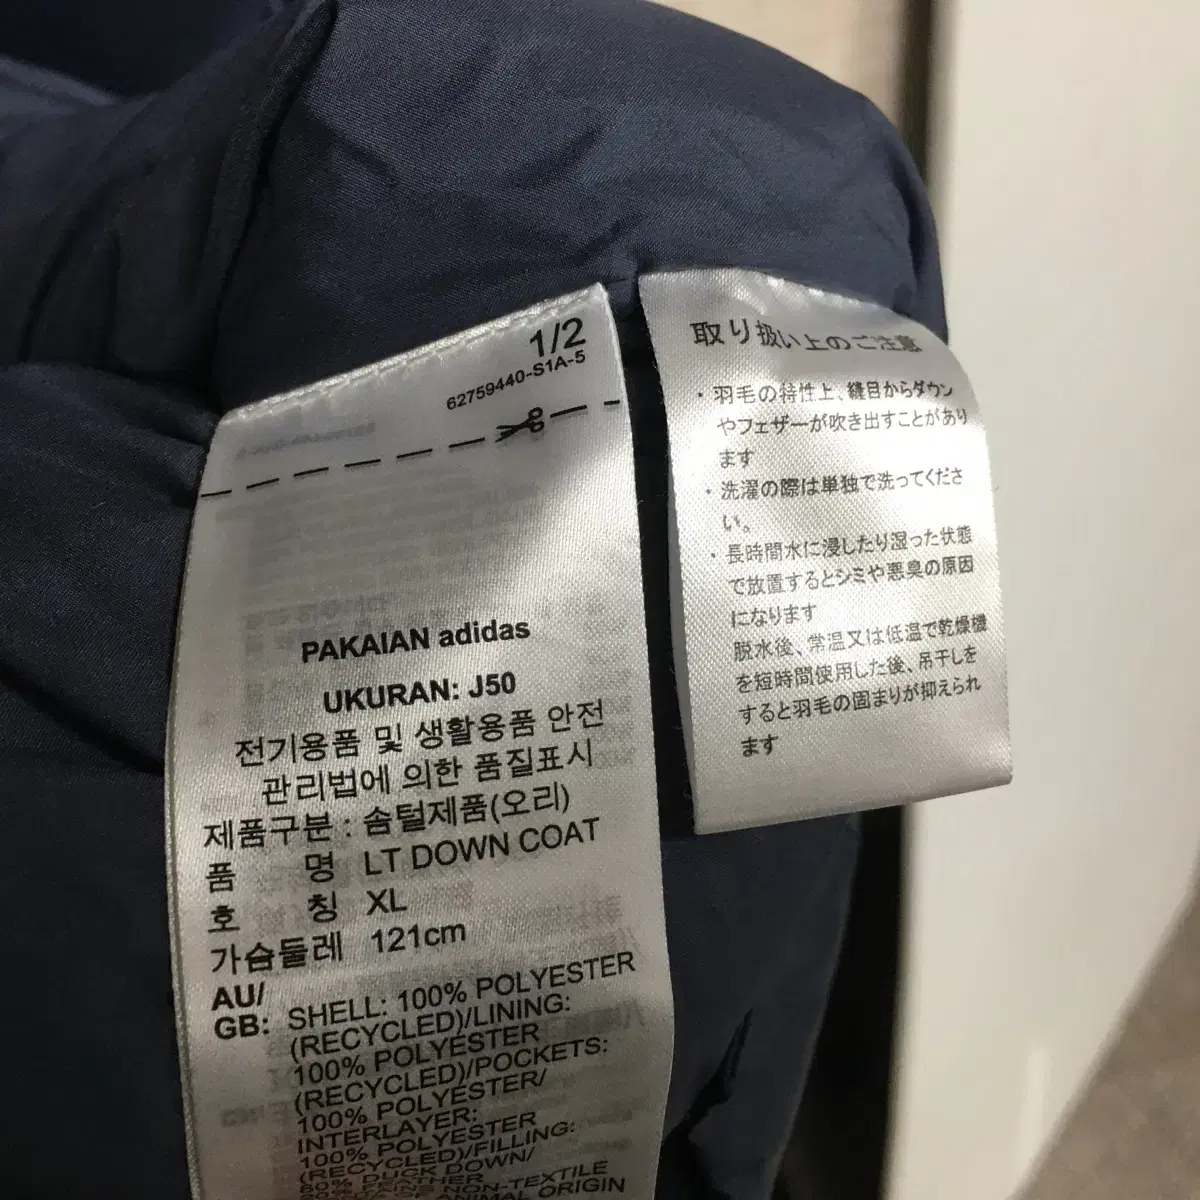 1/2
62759440-S1A-5
PAKAIAN adidas
UKURAN: J50
전기용품 및 생활용품 안전
관리법에 의한 품질표시
제품구분 : 솜털제품(오리)
품 명 LT DOWN COAT
호 칭 XL
가슴둘레 121cm
AU/
GB: SHELL: 100% POLYESTER
(RECYCLED)/LINING:
100% POLYESTER
(RECYCLED)/POCKETS:
100% POLYESTER/
INTERLAYER:
100% POLYESTER
(RECYCLED)/FILLING:
80% DUCK DOWN/
FEATHER
NON-TEXTILE
ANIMAL ORIGIN
取り扱い上のご注意
・羽毛の特性上、縫目からダウン
やフェザーが吹き出すことがあり
ます
・洗濯の際は単独で洗ってくださ
い。
・長時間水に浸したり湿った状態
で放置するとシミや悪臭の原因
になります
脱水後、常温又は低温で乾燥機
を短時間使用した後、吊干しを
すると羽毛の固まりが抑えられ
ます